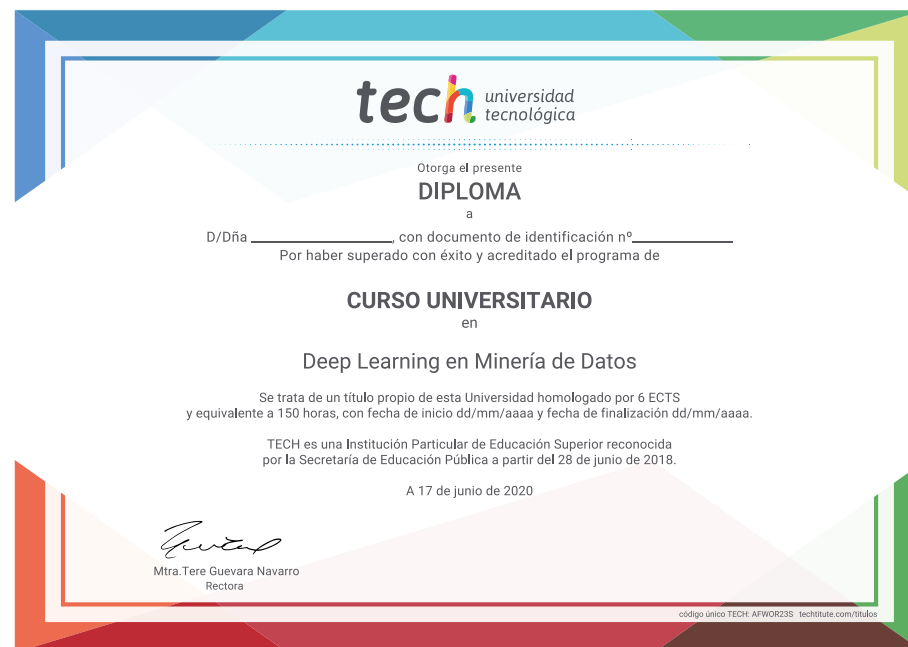 tech universidad
tecnológica
Otorga el presente
DIPLOMA
a
D/Dña ____________________, con documento de identificación nº______________
Por haber superado con éxito y acreditado el programa de
CURSO UNIVERSITARIO
en
Deep Learning en Minería de Datos
Se trata de un título propio de esta Universidad homologado por 6 ECTS
y equivalente a 150 horas, con fecha de inicio dd/mm/aaaa y fecha de finalización dd/mm/aaaa.
TECH es una Institución Particular de Educación Superior reconocida
por la Secretaría de Educación Pública a partir del 28 de junio de 2018.
A 17 de junio de 2020
Mtra.Tere Guevara Navarro
Rectora
código único TECH: AFWOR23S techtitute.com/titulos